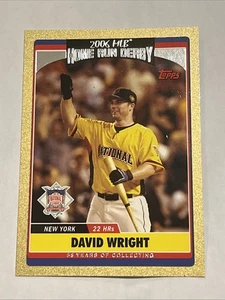 2006 MLB
HOME RUN DERBY
Topps
NATIONAL
NEW YORK
22 HRs
DAVID WRIGHT
55 YEARS OF COLLECTING